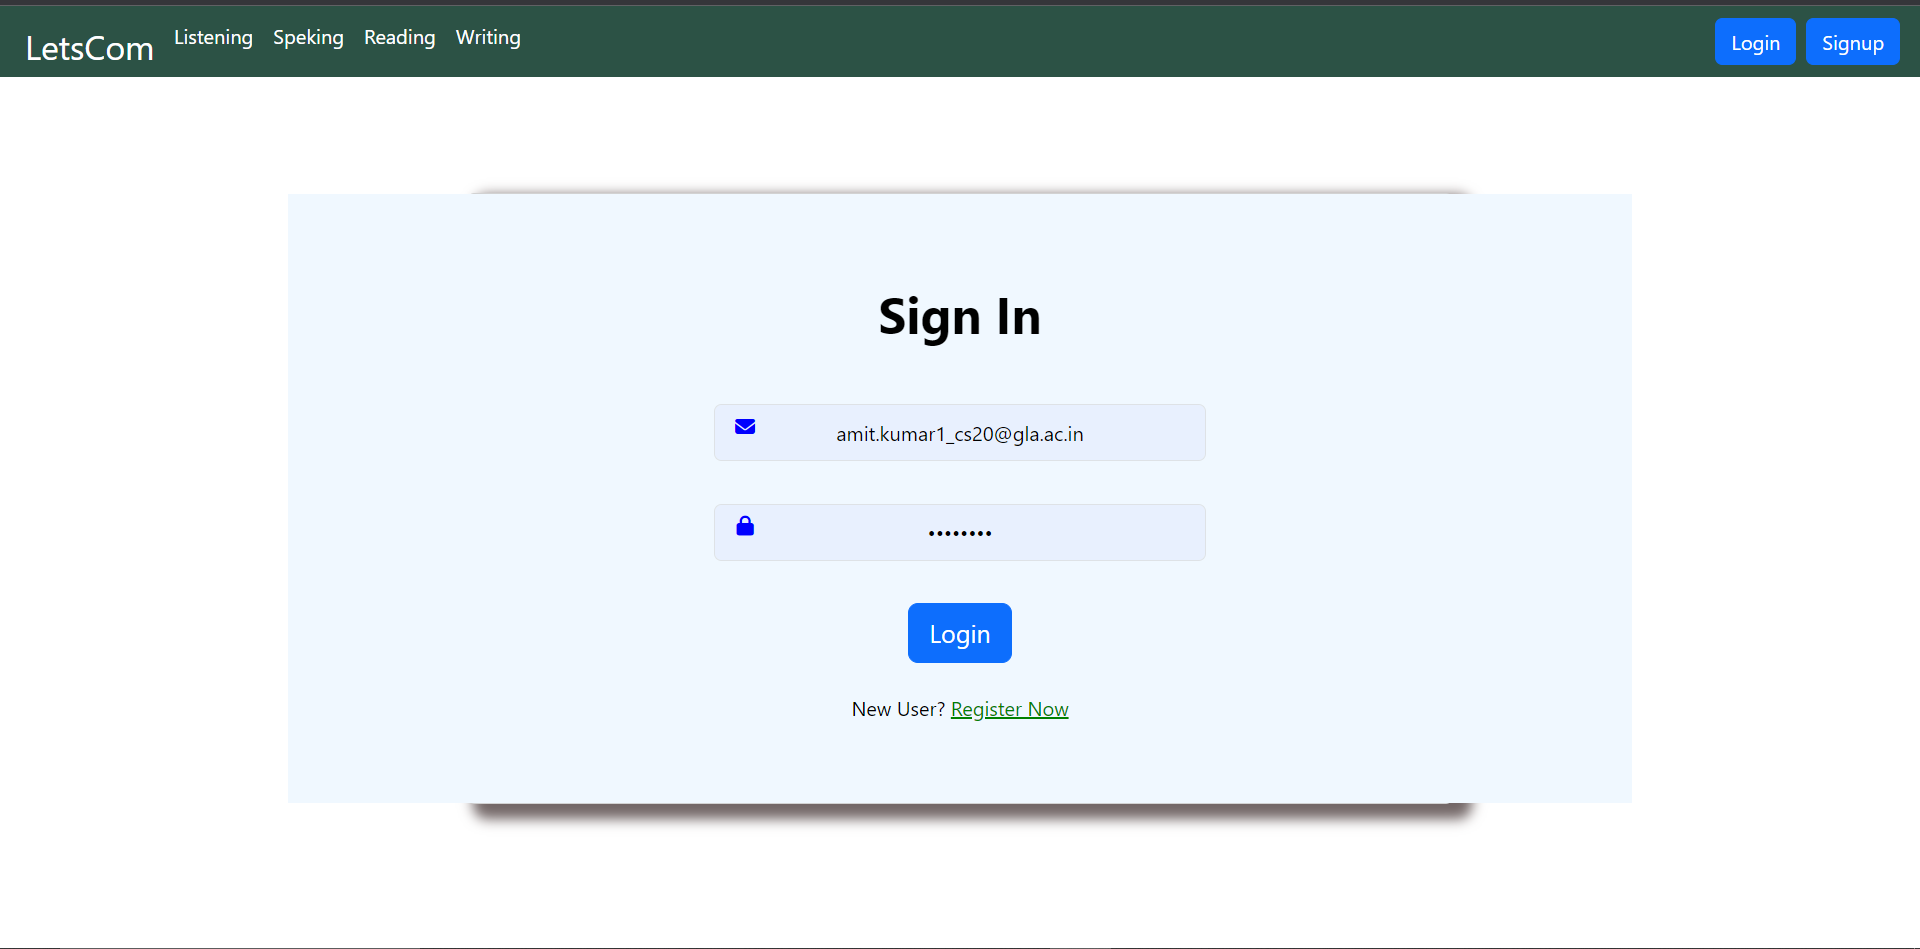 LetsCom Listening Speking Reading Writing Login Signup
Sign In
amit.kumar1_cs20@gla.ac.in
••••••••
Login
New User? Register Now